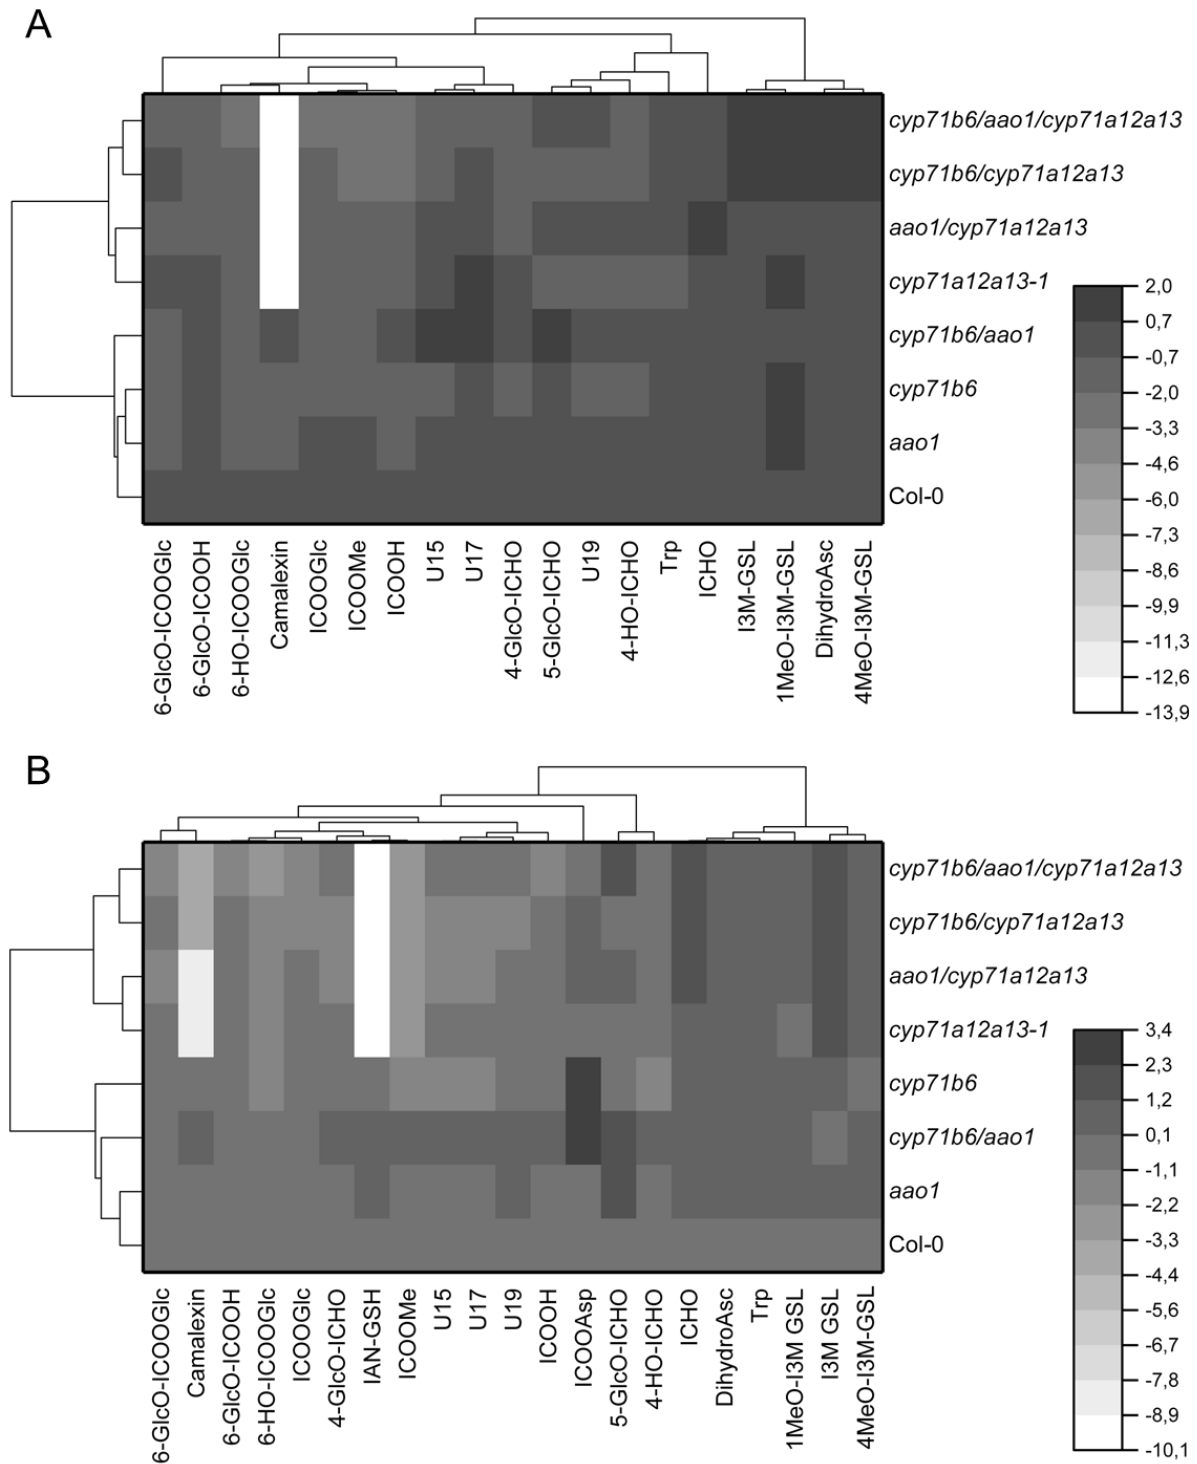 A
cyp71b6/aao1/cyp71a12a13
cyp71b6/cyp71a12a13
aao1/cyp71a12a13
cyp71a12a13-1
cyp71b6/aao1
cyp71b6
aao1
Col-0
2,0
0,7
-0,7
-2,0
-3,3
-4,6
-6,0
-7,3
-8,6
-9,9
-11,3
-12,6
-13,9
6-GlcO-ICOOGlc
6-GlcO-ICOOH
6-HO-ICOOGlc
Camalexin
ICOOGlc
ICOOMe
ICOOH
U15
U17
4-GlcO-ICHO
5-GlcO-ICHO
U19
4-HO-ICHO
Trp
ICHO
I3M-GSL
1MeO-I3M-GSL
DihydroAsc
4MeO-I3M-GSL
B
cyp71b6/aao1/cyp71a12a13
cyp71b6/cyp71a12a13
aao1/cyp71a12a13
cyp71a12a13-1
cyp71b6
cyp71b6/aao1
aao1
Col-0
3,4
2,3
1,2
0,1
-1,1
-2,2
-3,3
-4,4
-5,6
-6,7
-7,8
-8,9
-10,1
6-GlcO-ICOOGlc
Camalexin
6-GlcO-ICOOH
6-HO-ICOOGlc
ICOOGlc
4-GlcO-ICHO
IAN-GSH
ICOOMe
U15
U17
U19
ICOOH
ICOOAsp
5-GlcO-ICHO
4-HO-ICHO
ICHO
DihydroAsc
Trp
1MeO-I3M GSL
I3M GSL
4MeO-I3M-GSL